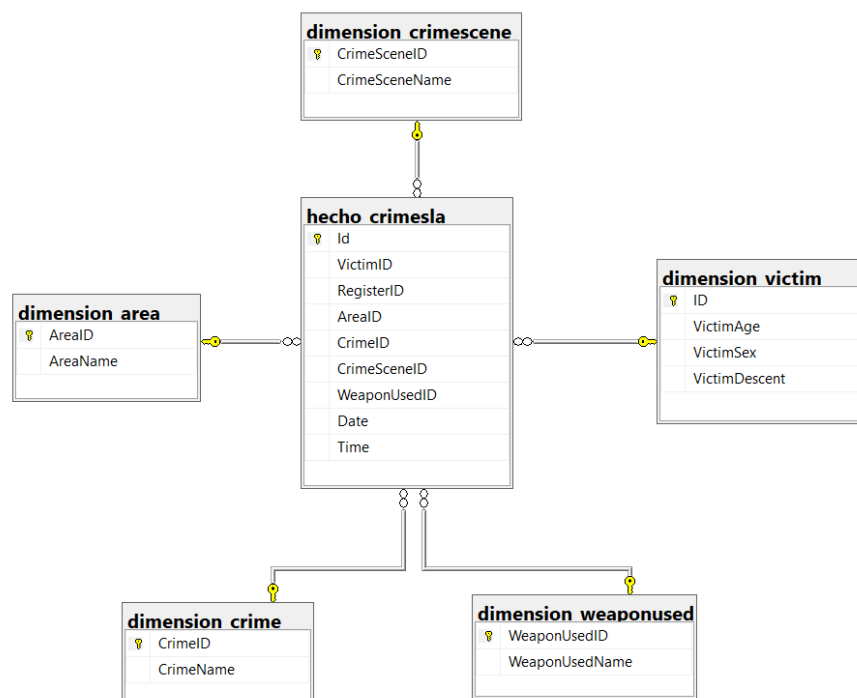 dimension_crimescene
CrimeSceneID
CrimeSceneName
hecho_crimesla
Id
VictimID
RegisterID
AreaID
CrimeID
CrimeSceneID
WeaponUsedID
Date
Time
dimension_area
AreaID
AreaName
dimension_victim
ID
VictimAge
VictimSex
VictimDescent
dimension_crime
CrimeID
CrimeName
dimension_weaponused
WeaponUsedID
WeaponUsedName